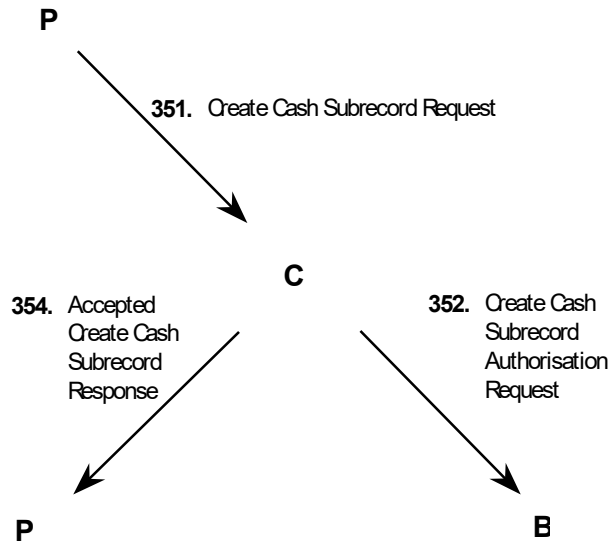 P
351. Create Cash Subrecord Request
C
354. Accepted
Create Cash
Subrecord
Response
352. Create Cash
Subrecord
Authorisation
Request
P
B